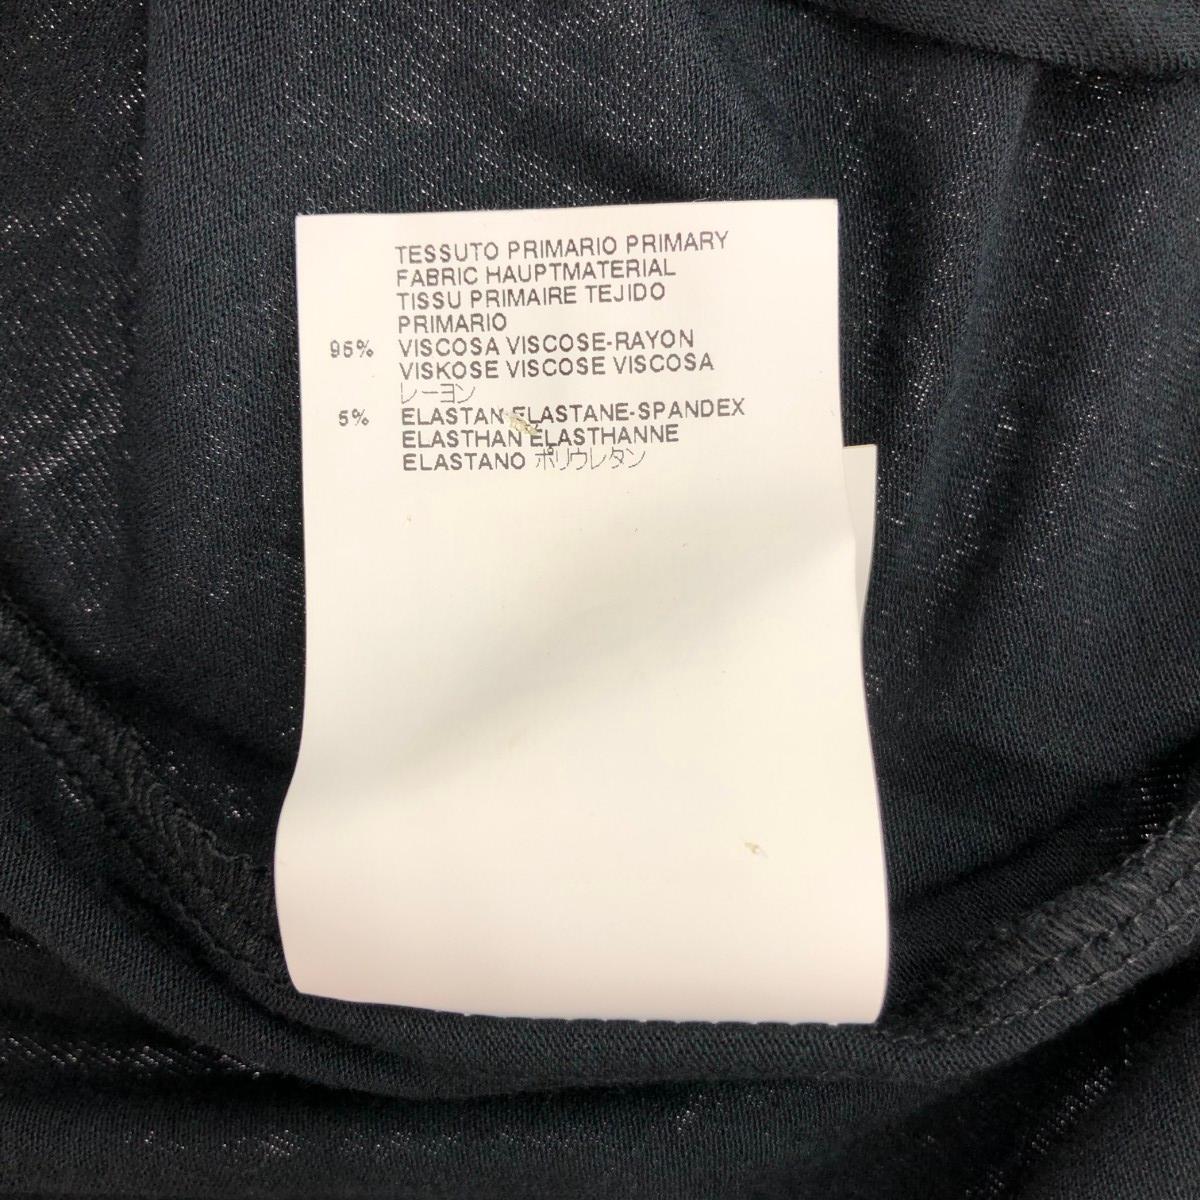 TESSUTO PRIMARIO PRIMARY
FABRIC HAUPTMATERIAL
TISSU PRIMAIRE TEJIDO
PRIMARIO
95% VISCOSA VISCOSE-RAYON
VISKOSE VISCOSE VISCOSA
レーヨン
5% ELASTAN ELASTANE-SPANDEX
ELASTHAN ELASTHANNE
ELASTANO ポリウレタン